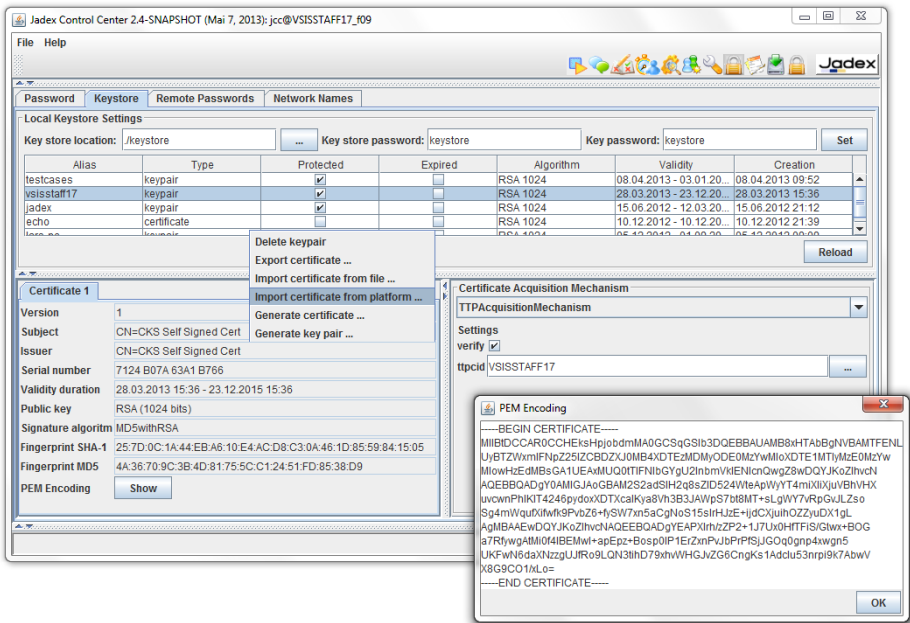 Jadex Control Center 2.4-SNAPSHOT (Mai 7, 2013): jcc@VSISSTAFF17_f09
File Help
Jadex
Password Keystore Remote Passwords Network Names
Local Keystore Settings
Key store location: ./keystore ... Key store password: keystore Key password: keystore Set
Alias Type Protected Expired Algorithm Validity Creation
testcases keypair RSA 1024 08.04.2013 - 03.01.20... 08.04.2013 09:52
vsisstaff17 keypair RSA 1024 28.03.2013 - 23.12.20... 28.03.2013 15:36
jadex keypair RSA 1024 15.06.2012 - 12.03.20... 15.06.2012 21:12
echo certificate RSA 1024 10.12.2012 - 10.12.20... 10.12.2012 21:39
Reload
Delete keypair
Export certificate ...
Import certificate from file ...
Import certificate from platform ...
Generate certificate ...
Generate key pair ...
Certificate 1
Version 1
Subject CN=CKS Self Signed Cert
Issuer CN=CKS Self Signed Cert
Serial number 7124 B07A 63A1 B766
Validity duration 28.03.2013 15:36 - 23.12.2015 15:36
Public key RSA (1024 bits)
Signature algoritm MD5withRSA
Fingerprint SHA-1 25:7D:0C:1A:44:EB:A6:10:E4:AC:D8:C3:0A:46:1D:85:59:84:15:05
Fingerprint MD5 4A:36:70:9C:3B:4D:81:75:5C:C1:24:51:FD:85:38:D9
PEM Encoding Show
Certificate Acquisition Mechanism
TTPAcquisitionMechanism
Settings
verify
ttpcid VSISSTAFF17 ...
PEM Encoding
-----BEGIN CERTIFICATE-----
-----END CERTIFICATE-----
OK